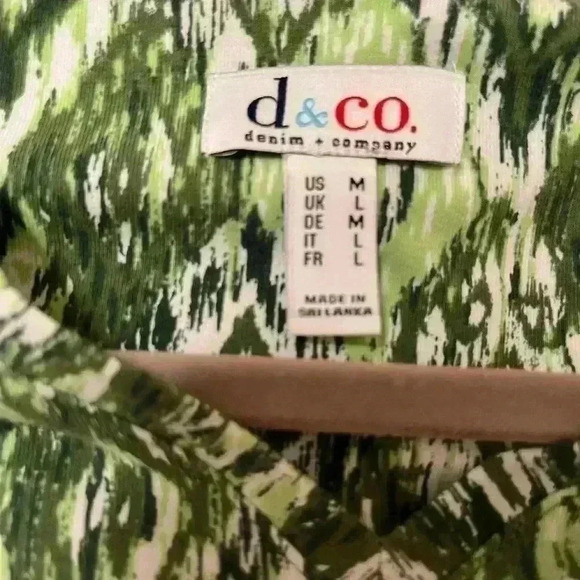 d&co.
denim + company
US M
UK L
DE M
IT L
FR L
MADE IN
SRI LANKA